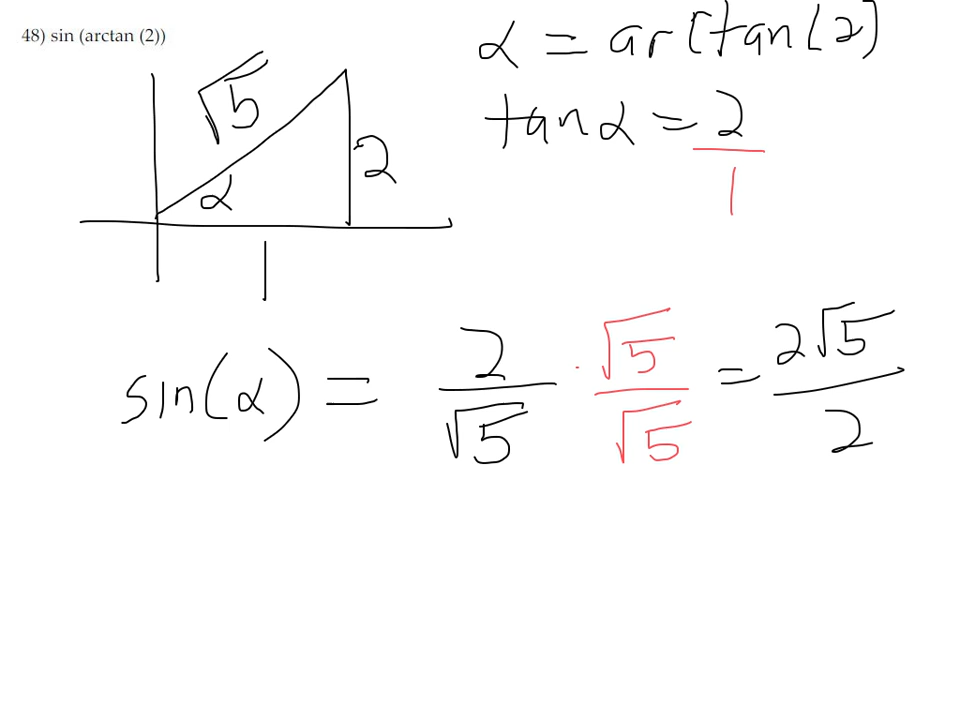 48) sin (arctan (2))
α = arctan(2)
tanα = 2/1
√5
2
α
1
sin(α) = 2/√5 · √5/√5 = 2√5/2